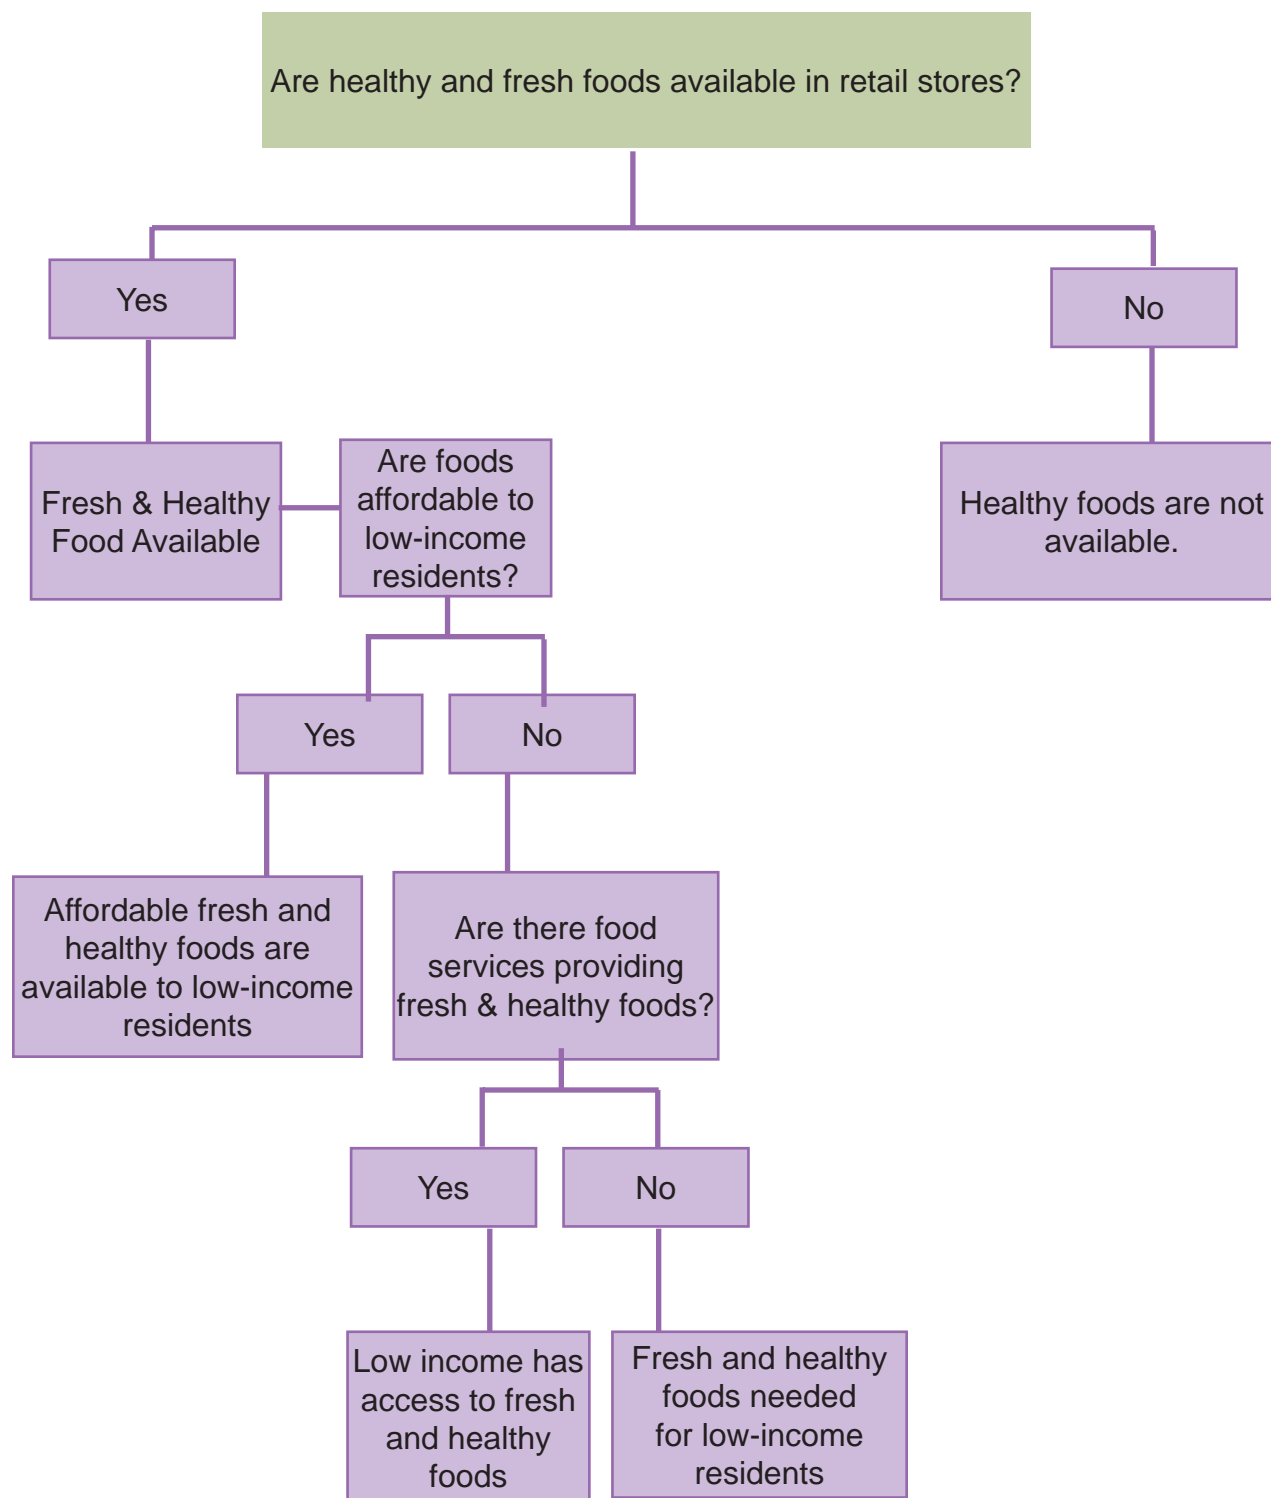 Are healthy and fresh foods available in retail stores?
Yes
No
Fresh & Healthy
Food Available
Are foods
affordable to
low-income
residents?
Healthy foods are not
available.
Yes
No
Affordable fresh and
healthy foods are
available to low-income
residents
Are there food
services providing
fresh & healthy foods?
Yes
No
Low income has
access to fresh
and healthy
foods
Fresh and healthy
foods needed
for low-income
residents